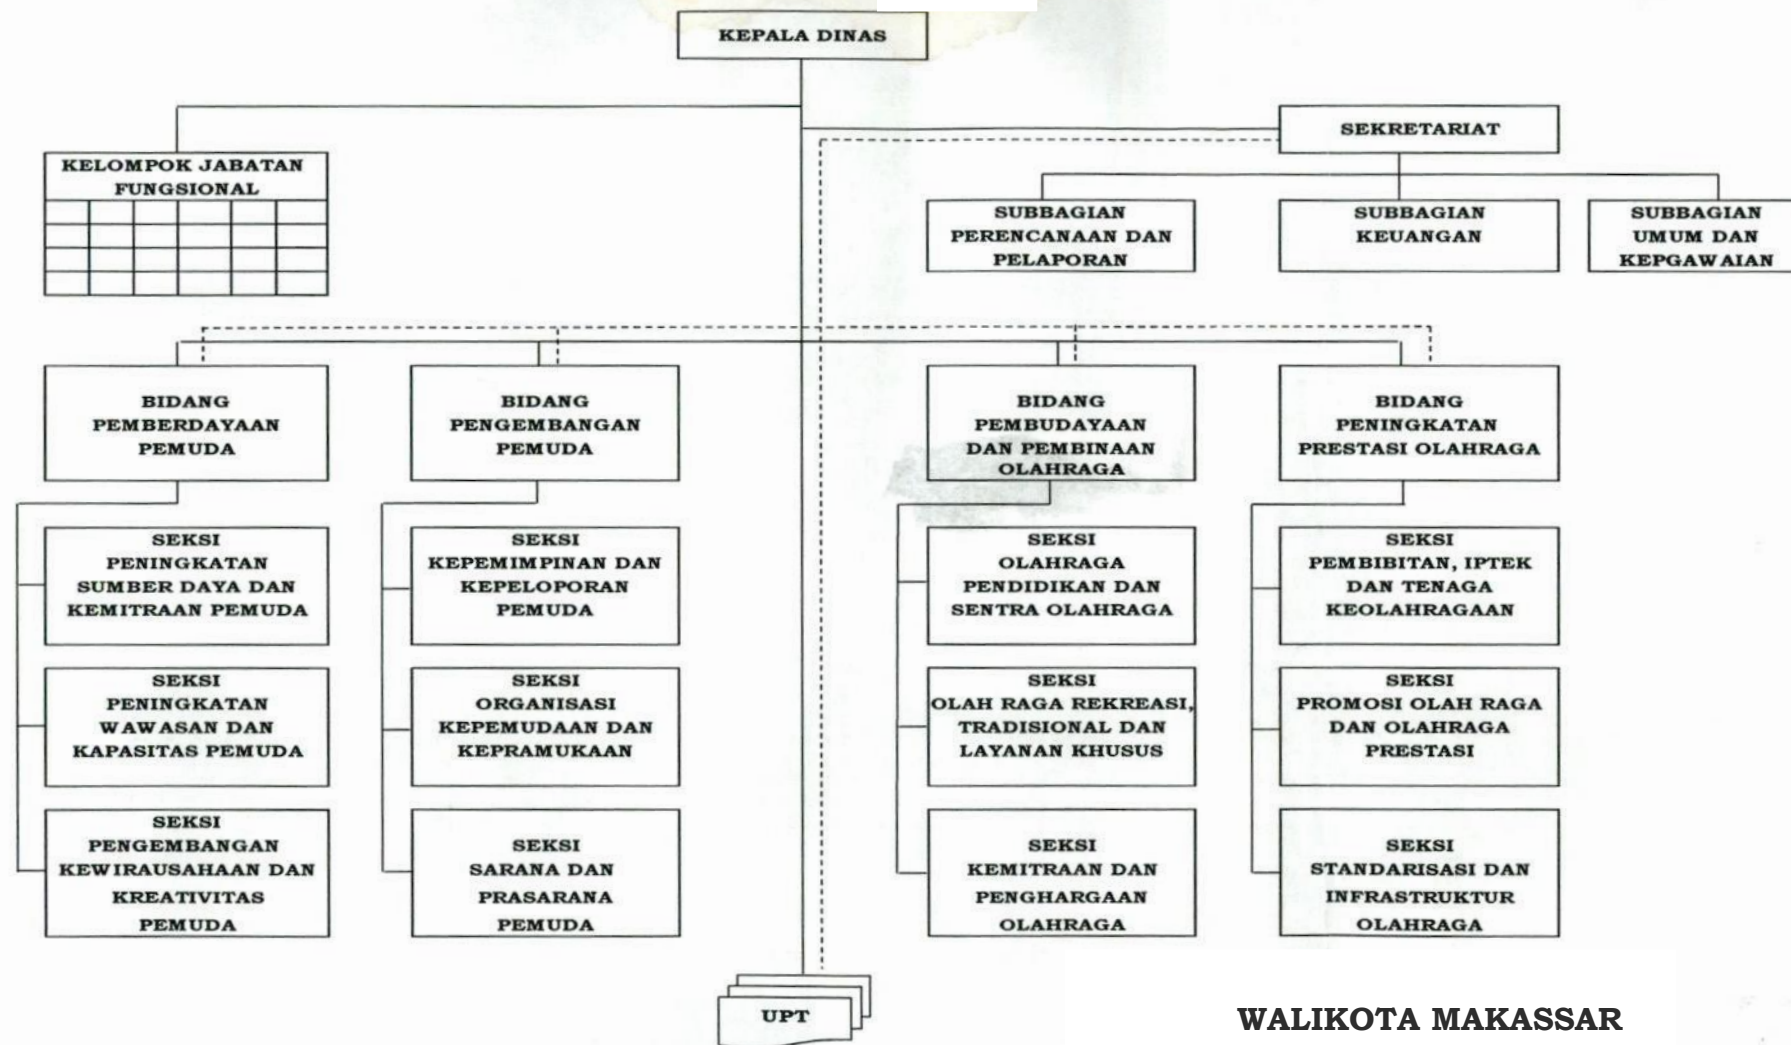 KEPALA DINAS
SEKRETARIAT
KELOMPOK JABATAN
FUNGSIONAL
SUBBAGIAN
PERENCANAAN DAN
PELAPORAN
SUBBAGIAN
KEUANGAN
SUBBAGIAN
UMUM DAN
KEPGAWAIAN
BIDANG
PEMBERDAYAAN
PEMUDA
BIDANG
PENGEMBANGAN
PEMUDA
BIDANG
PEMBUDAYAAN
DAN PEMBINAAN
OLAHRAGA
BIDANG
PENINGKATAN
PRESTASI OLAHRAGA
SEKSI
PENINGKATAN
SUMBER DAYA DAN
KEMITRAAN PEMUDA
SEKSI
KEPEMIMPINAN DAN
KEPELOPORAN
PEMUDA
SEKSI
OLAHRAGA
PENDIDIKAN DAN
SENTRA OLAHRAGA
SEKSI
PEMBIBITAN, IPTEK
DAN TENAGA
KEOLAHRAGAAN
SEKSI
PENINGKATAN
WAWASAN DAN
KAPASITAS PEMUDA
SEKSI
ORGANISASI
KEPEMUDAAN DAN
KEPRAMUKAAN
SEKSI
OLAH RAGA REKREASI,
TRADISIONAL DAN
LAYANAN KHUSUS
SEKSI
PROMOSI OLAH RAGA
DAN OLAHRAGA
PRESTASI
SEKSI
PENGEMBANGAN
KEWIRAUSAHAAN DAN
KREATIVITAS
PEMUDA
SEKSI
SARANA DAN
PRASARANA
PEMUDA
SEKSI
KEMITRAAN DAN
PENGHARGAAN
OLAHRAGA
SEKSI
STANDARISASI DAN
INFRASTRUKTUR
OLAHRAGA
UPT
WALIKOTA MAKASSAR